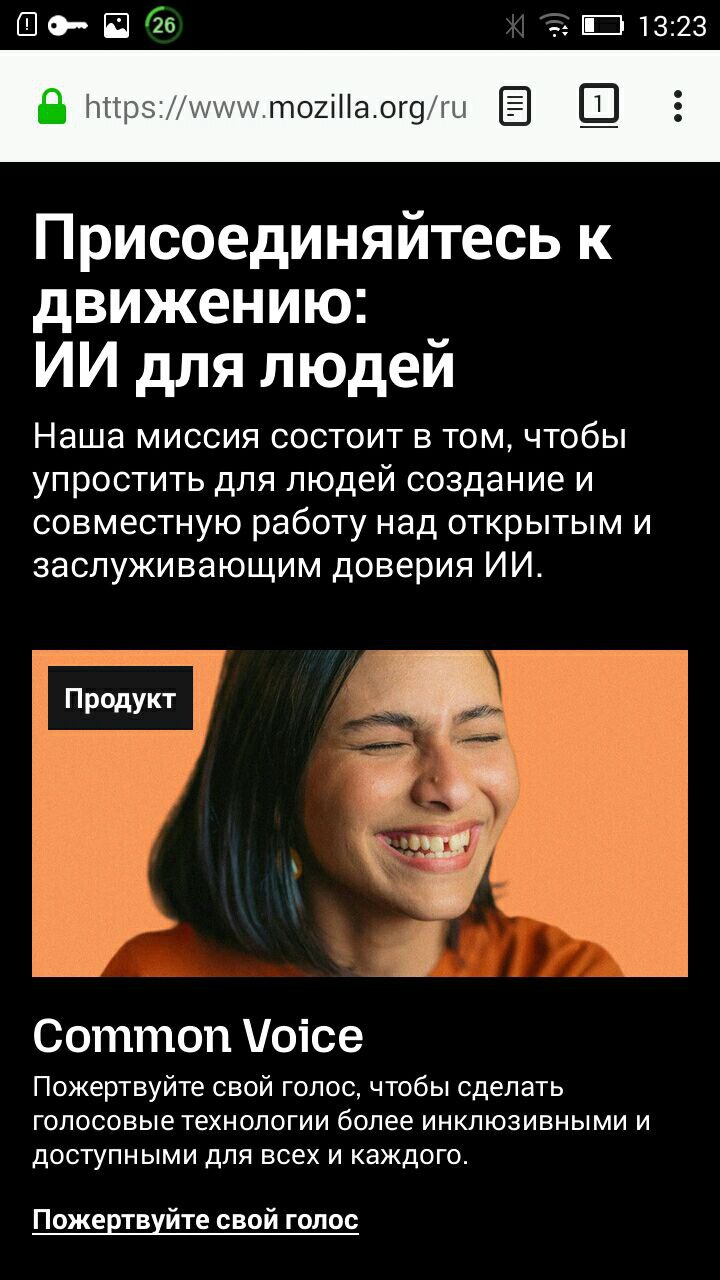 26
13:23
https://www.mozilla.org/ru
1
Присоединяйтесь к
движению:
ИИ для людей
Наша миссия состоит в том, чтобы
упростить для людей создание и
совместную работу над открытым и
заслуживающим доверия ИИ.
Продукт
Common Voice
Пожертвуйте свой голос, чтобы сделать
голосовые технологии более инклюзивными и
доступными для всех и каждого.
Пожертвуйте свой голос